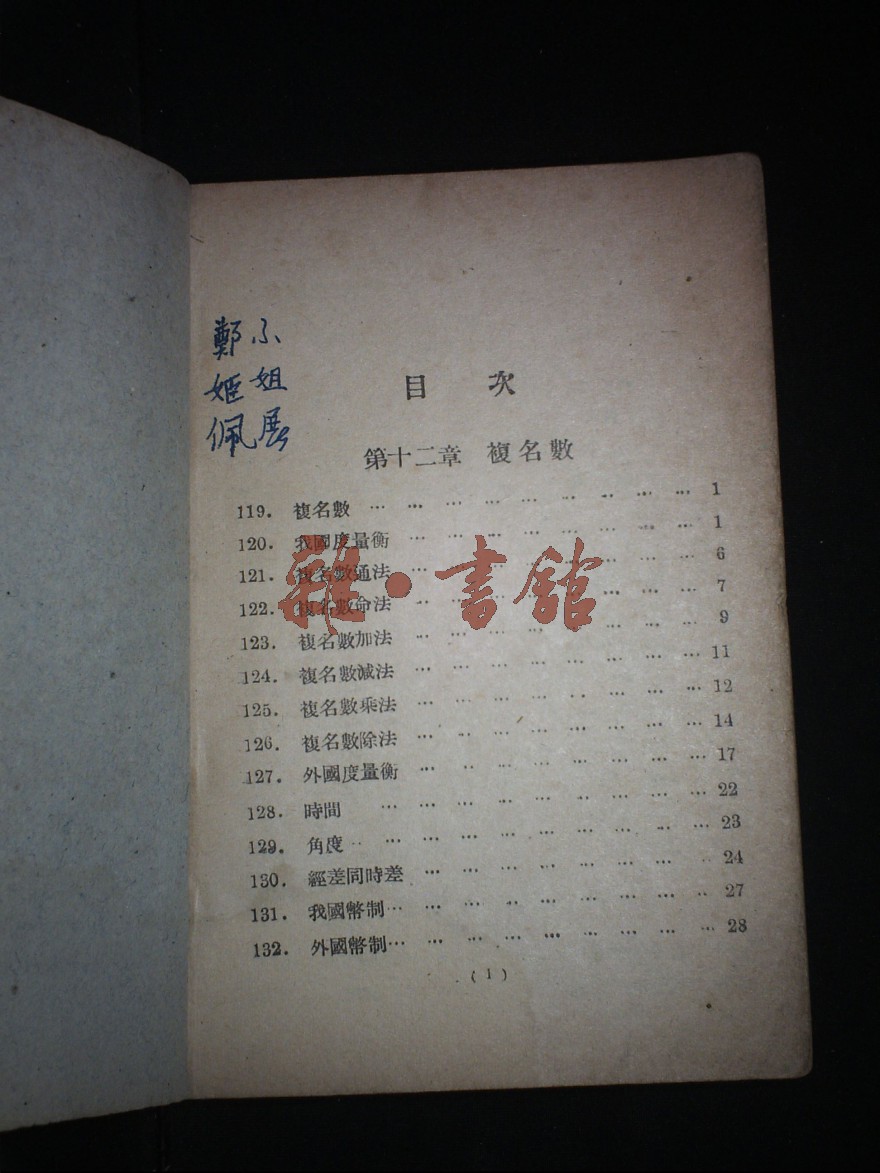 鄭小
姬姐
佩展
目次
第十二章 複名數
119. 複名數 … … … … … … … … … 1
120. 我國度量衡 … … … … … … … … 1
121. 複名數通法 … … … … … … … … 6
122. 複名數命法 … … … … … … … … 7
123. 複名數加法 … … … … … … … … 9
124. 複名數減法 … … … … … … … … 11
125. 複名數乘法 … … … … … … … … 12
126. 複名數除法 … … … … … … … … 14
127. 外國度量衡 … … … … … … … … 17
128. 時間 … … … … … … … … … 22
129. 角度 … … … … … … … … … 23
130. 經差同時差 … … … … … … … … 24
131. 我國幣制 … … … … … … … … … 27
132. 外國幣制 … … … … … … … … … 28
(1)
雜·書館